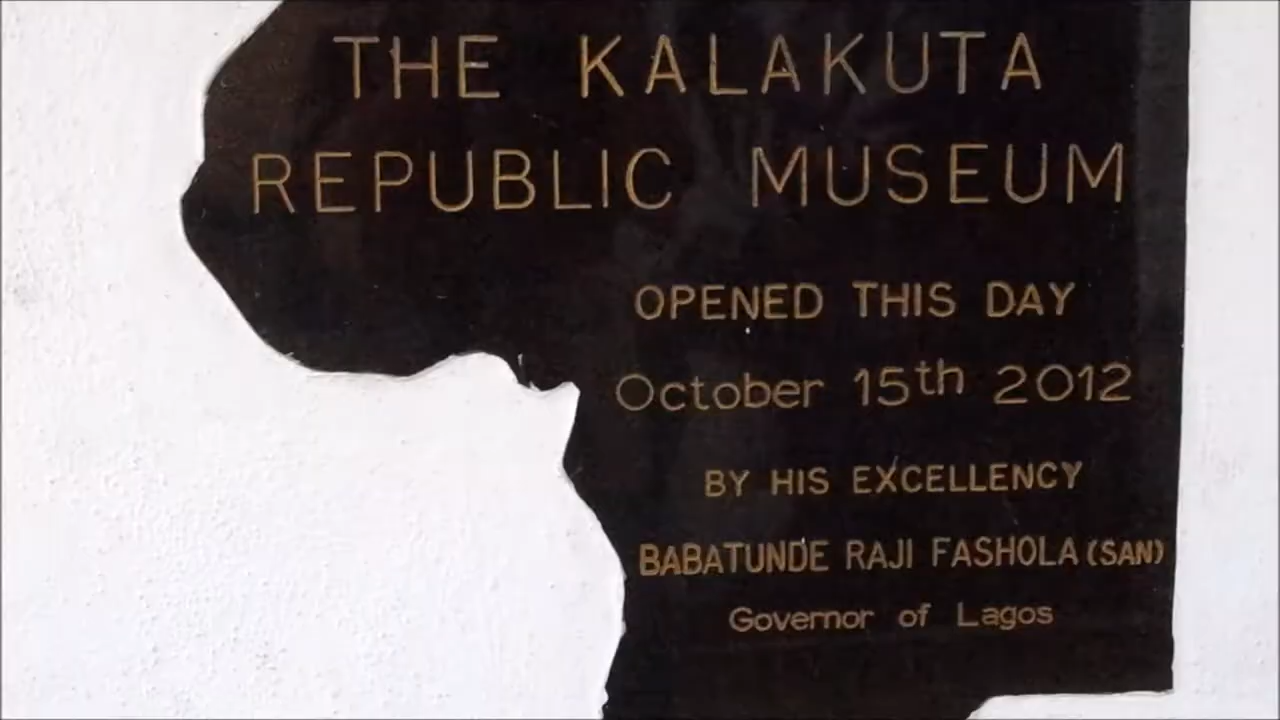 THE KALAKUTA
REPUBLIC MUSEUM
OPENED THIS DAY
October 15th 2012
BY HIS EXCELLENCY
BABATUNDE RAJI FASHOLA (SAN)
Governor of Lagos